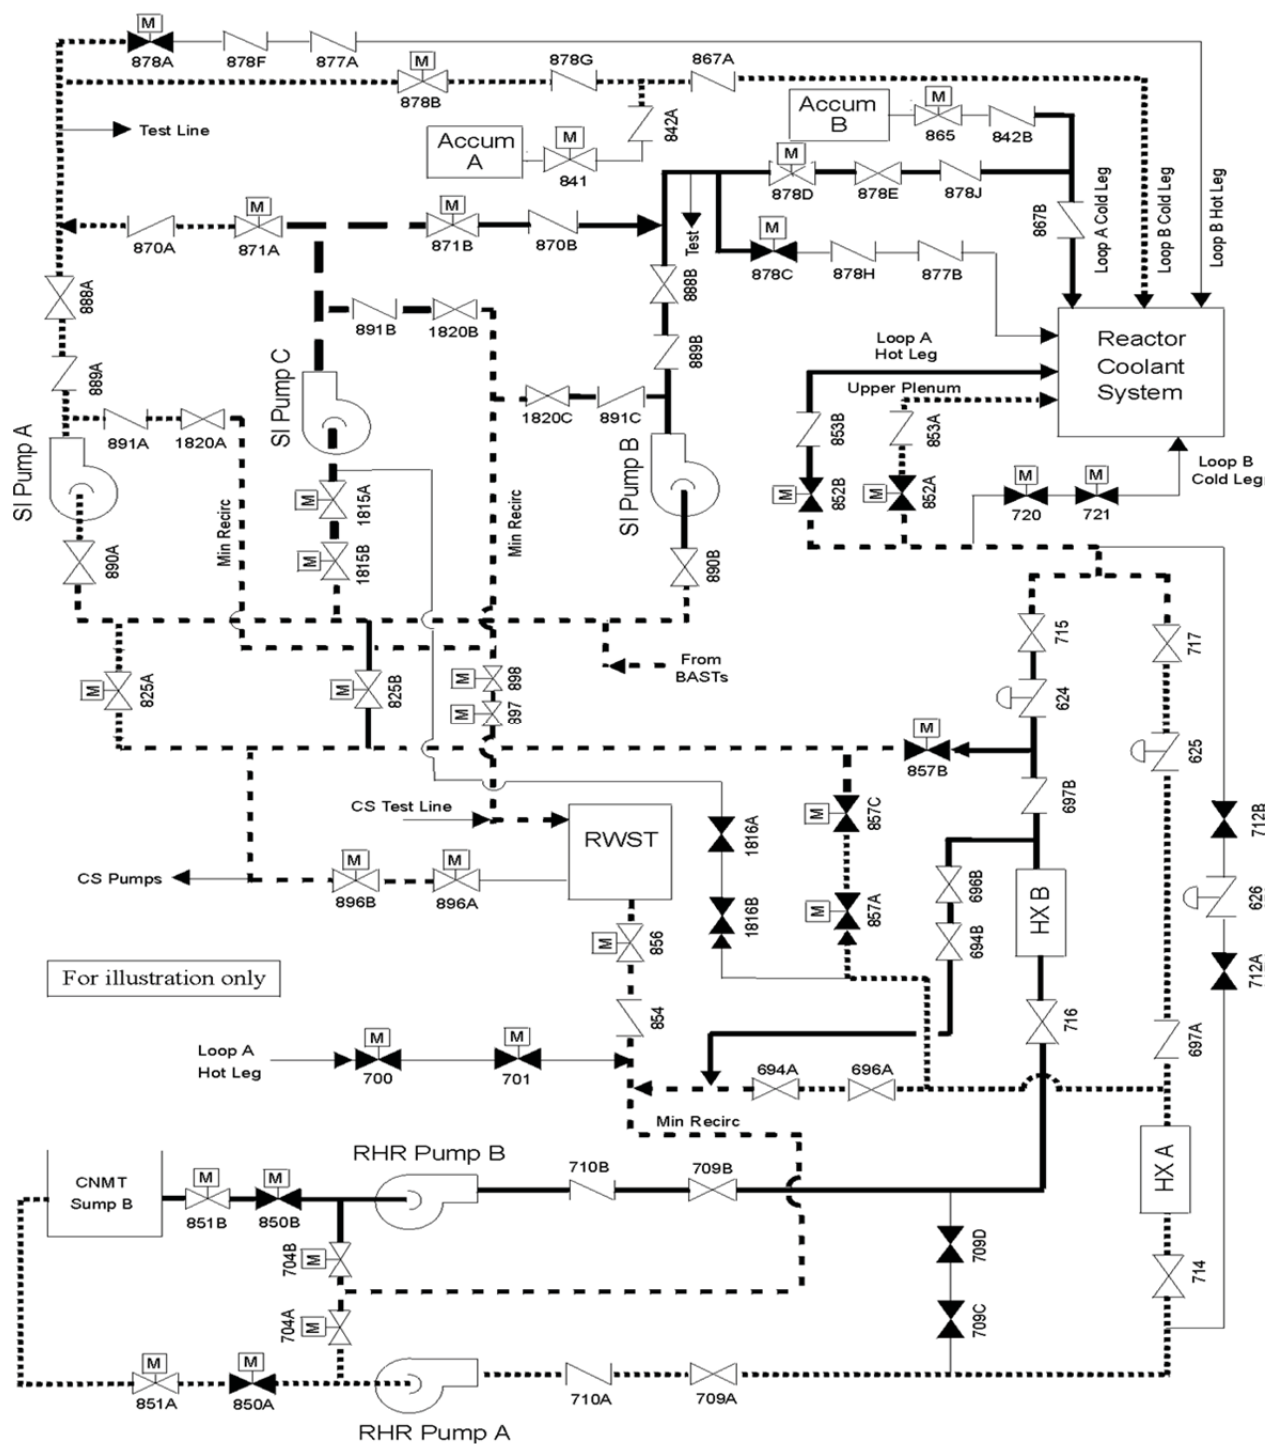 M
878A
878F
877A
M
878B
878G
867A
842A
Test Line
Accum
A
M
841
Accum
B
M
865
842B
M
878D
878E
878J
867B
Loop A Cold Leg
Loop B Cold Leg
Loop B Hot Leg
870A
M
871A
M
871B
870B
Test
M
878C
878H
877B
888A
888B
891B
1820B
889A
889B
SI Pump C
Loop A
Hot Leg
Reactor
Coolant
System
Upper Plenum
891A
1820A
1820C
891C
853B
853A
SI Pump A
SI Pump B
M
1815A
M
852B
M
852A
M
720
M
721
Loop B
Cold Leg
890A
Min Recirc
M
1815B
Min Recirc
890B
715
717
From
BASTs
M
825A
M
825B
M
898
M
897
624
625
M
857B
697B
CS Test Line
RWST
1816A
M
857C
712B
CS Pumps
M
896B
M
896A
696B
HX B
626
M
856
1816B
M
857A
694B
712A
For illustration only
854
716
697A
Loop A
Hot Leg
M
700
M
701
694A
696A
Min Recirc
HX A
RHR Pump B
CNMT
Sump B
M
851B
M
850B
710B
709B
M
704B
709D
714
M
704A
709C
M
851A
M
850A
710A
709A
RHR Pump A